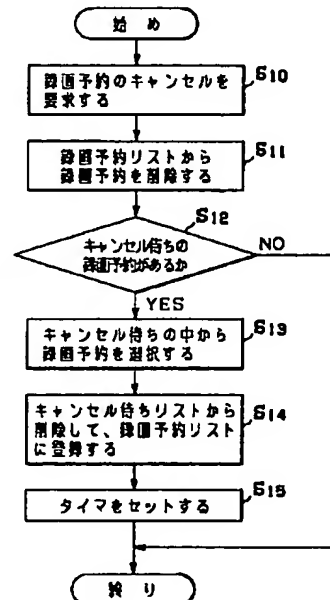 始め
録画予約のキャンセルを
要求する
S10
録画予約リストから
録画予約を削除する
S11
S12
キャンセル待ちの
録画予約があるか
NO
YES
キャンセル待ちの中から
録画予約を選択する
S13
キャンセル待ちリストから
削除して、録画予約リスト
に登録する
S14
タイマをセットする
S15
終り